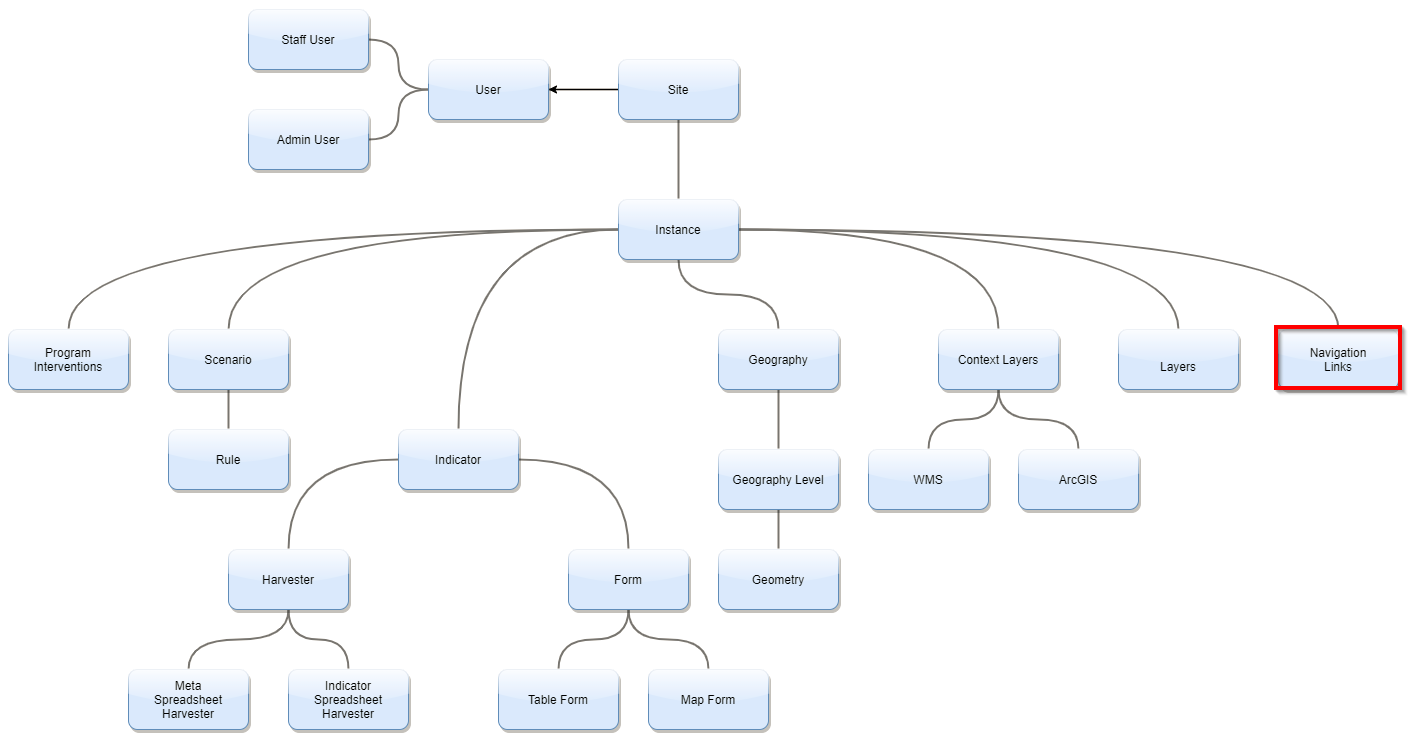 Staff User
User
Site
Admin User
Instance
Program
Interventions
Scenario
Geography
Context Layers
Layers
Navigation
Links
Rule
Indicator
Geography Level
WMS
ArcGIS
Harvester
Form
Geometry
Meta
Spreadsheet
Harvester
Indicator
Spreadsheet
Harvester
Table Form
Map Form